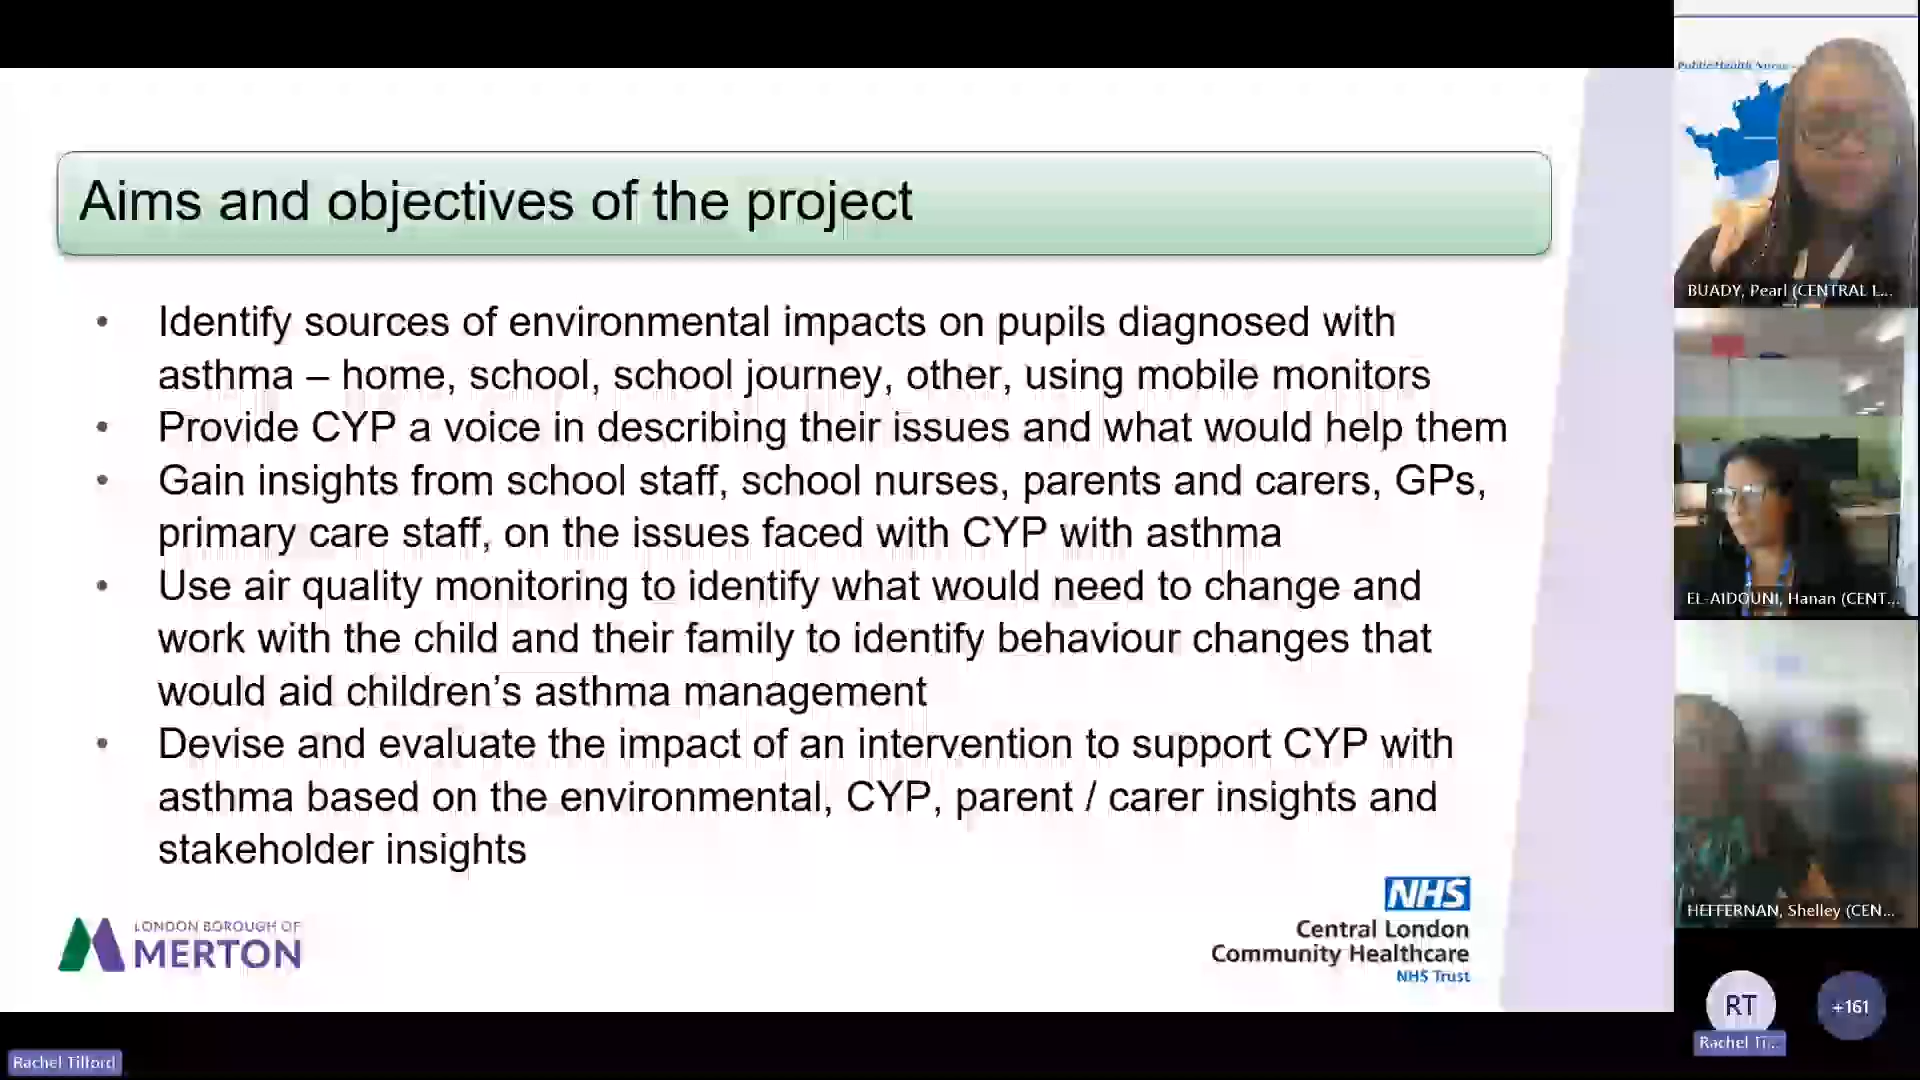 Aims and objectives of the project
• Identify sources of environmental impacts on pupils diagnosed with
asthma – home, school, school journey, other, using mobile monitors
• Provide CYP a voice in describing their issues and what would help them
• Gain insights from school staff, school nurses, parents and carers, GPs,
primary care staff, on the issues faced with CYP with asthma
• Use air quality monitoring to identify what would need to change and
work with the child and their family to identify behaviour changes that
would aid children’s asthma management
• Devise and evaluate the impact of an intervention to support CYP with
asthma based on the environmental, CYP, parent / carer insights and
stakeholder insights
LONDON BOROUGH OF
MERTON
NHS
Central London
Community Healthcare
NHS Trust
Rachel Tilford
Public Health Nurse
BUADY, Pearl (CENTRAL L...
EL-AIDOUNI, Hanan (CENT...
HEFFERNAN, Shelley (CEN...
RT
+161
Rachel Ti...